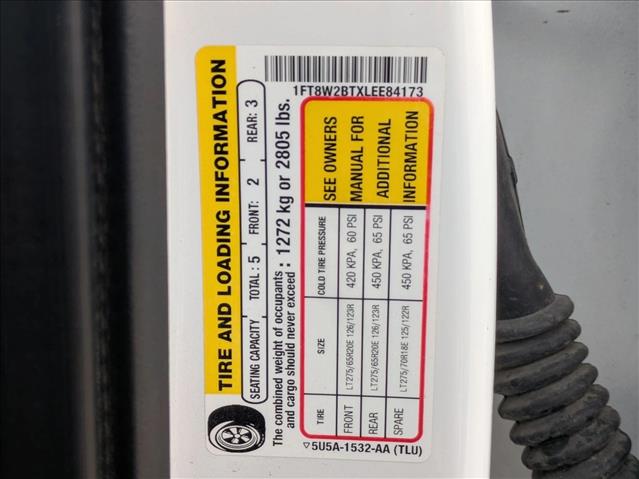 1FT8W2BTXLEE84173
TIRE AND LOADING INFORMATION
SEATING CAPACITY TOTAL : 5 FRONT: 2 REAR: 3
The combined weight of occupants
and cargo should never exceed : 1272 kg or 2805 lbs.
TIRE SIZE COLD TIRE PRESSURE SEE OWNERS
FRONT LT275/65R20E 126/123R 420 KPA, 60 PSI MANUAL FOR
REAR LT275/65R20E 126/123R 450 KPA, 65 PSI ADDITIONAL
SPARE LT275/70R18E 125/122R 450 KPA, 65 PSI INFORMATION
▽5U5A-1532-AA (TLU)